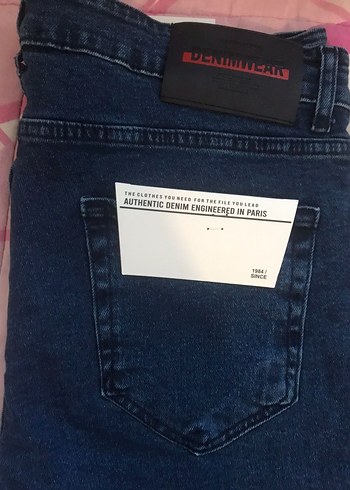 DENIMWEAR
THE CLOTHES YOU NEED FOR THE FILE YOU LEAD
AUTHENTIC DENIM ENGINEERED IN PARIS
1984 /
SINCE